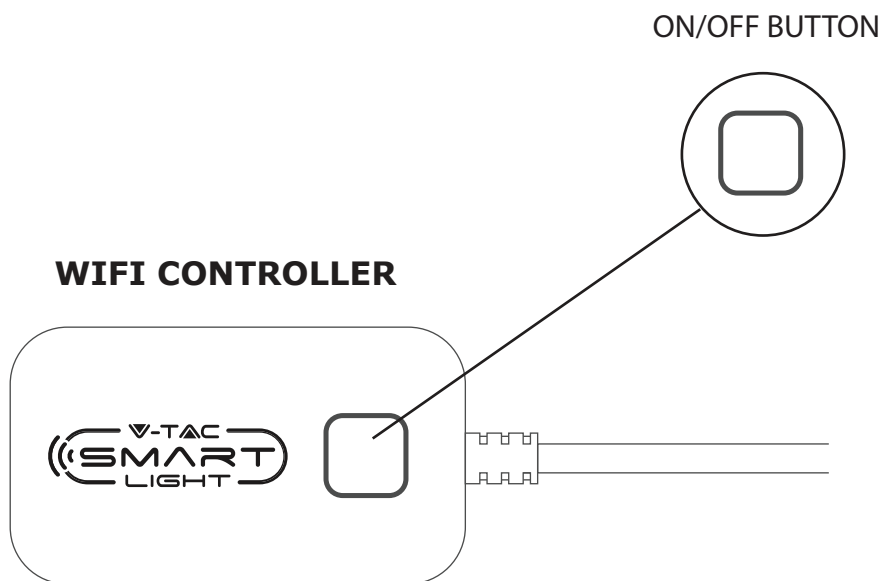 ON/OFF BUTTON
WIFI CONTROLLER
V-TAC
SMART
LIGHT